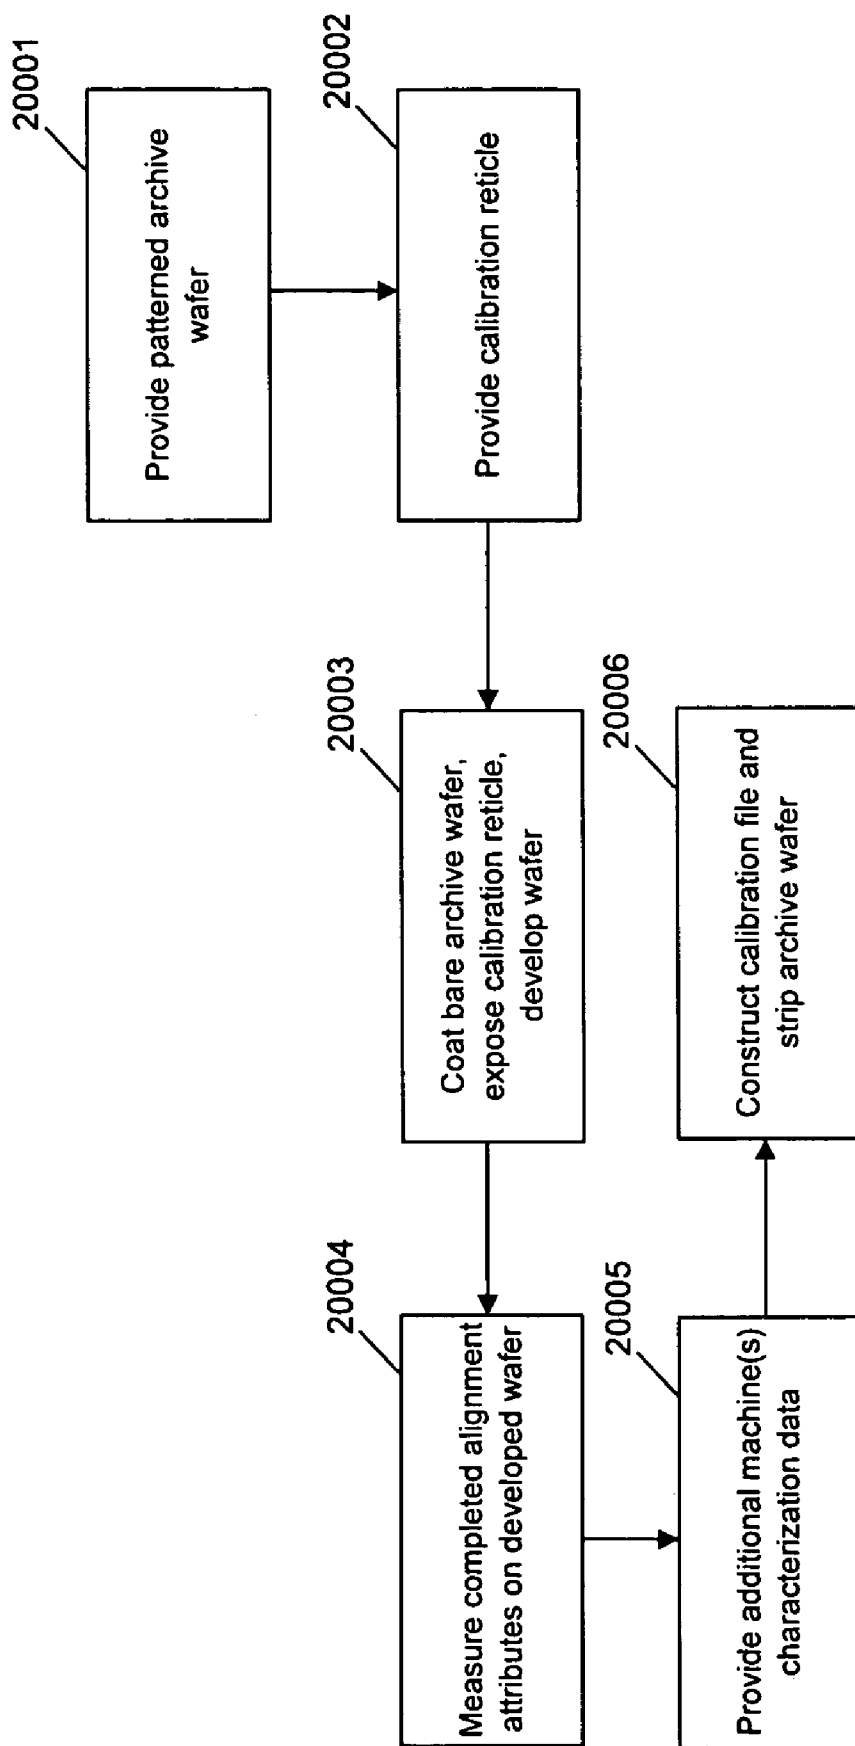 20001
Provide patterned archive
wafer
20002
Provide calibration reticle
20003
Coat bare archive wafer,
expose calibration reticle,
develop wafer
20004
Measure completed alignment
attributes on developed wafer
20005
Provide additional machine(s)
characterization data
20006
Construct calibration file and
strip archive wafer